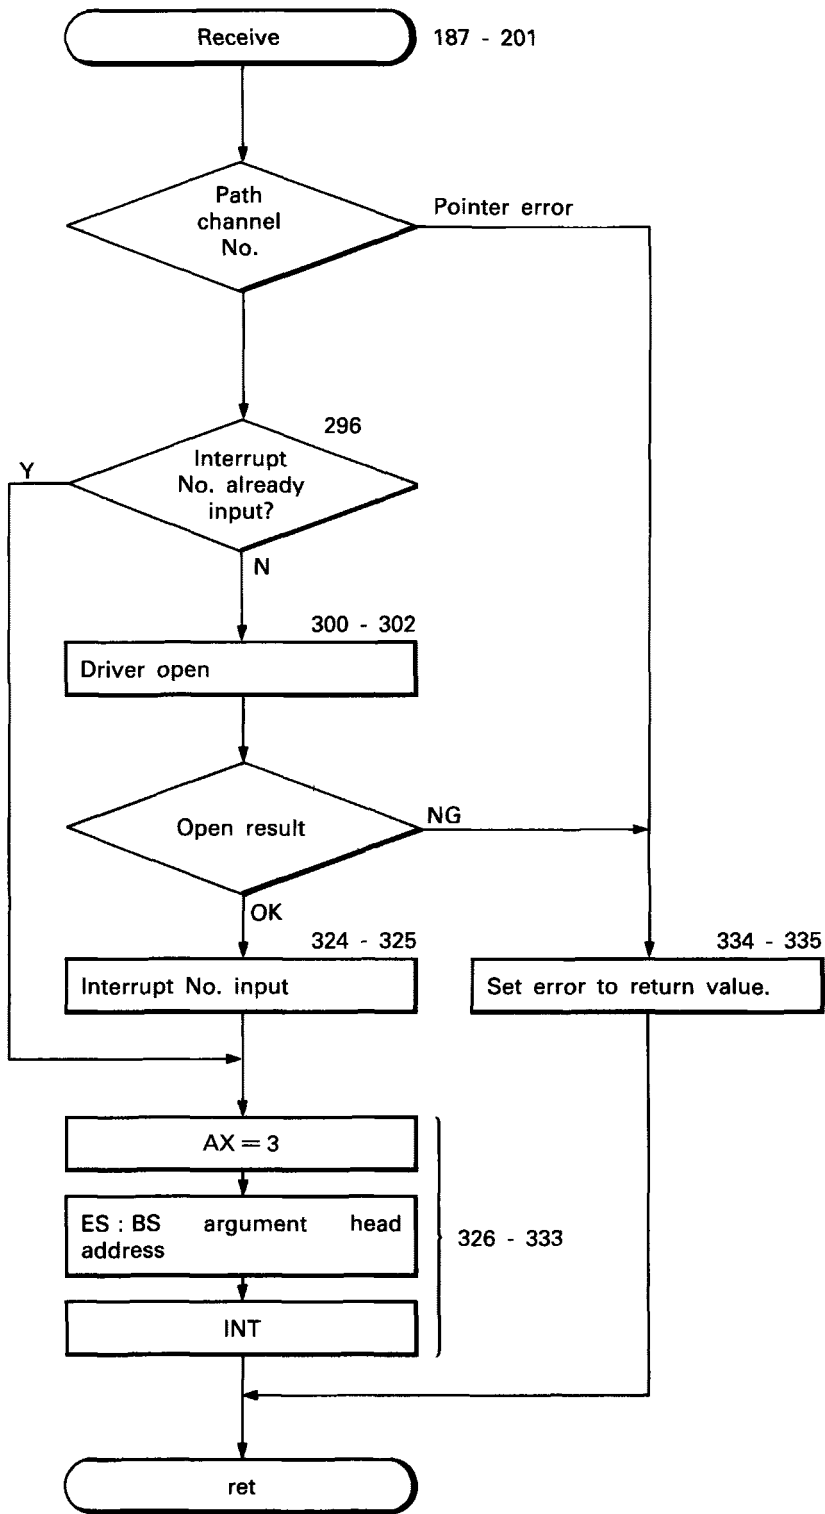 Receive
187 - 201
Path
channel
No.
Pointer error
296
Interrupt
No. already
input?
Y
N
300 - 302
Driver open
Open result
NG
OK
324 - 325
Interrupt No. input
334 - 335
Set error to return value.
AX = 3
ES : BS argument head
address
326 - 333
INT
ret